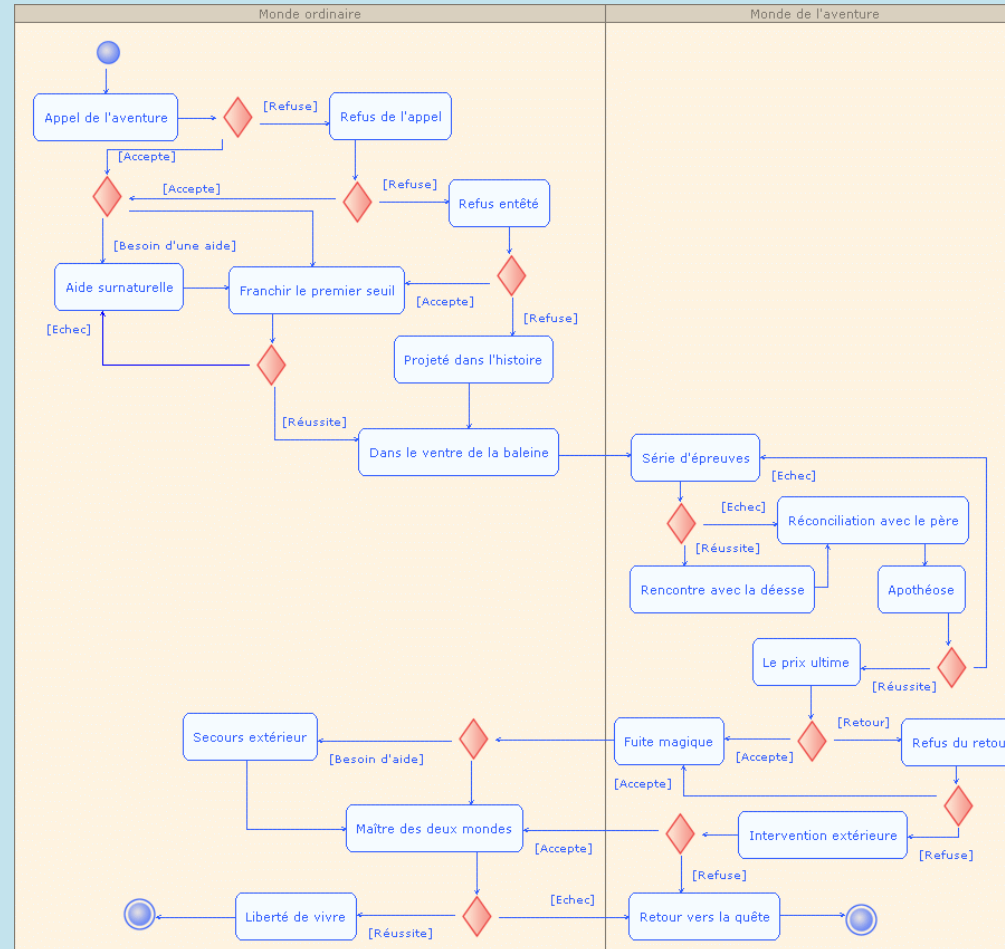 Monde ordinaire
Monde de l'aventure
Appel de l'aventure
[Refuse]
Refus de l'appel
[Accepte]
[Accepte]
[Refuse]
Refus entêté
[Besoin d'une aide]
Aide surnaturelle
Franchir le premier seuil
[Accepte]
[Refuse]
[Echec]
Projeté dans l'histoire
[Réussite]
Dans le ventre de la baleine
Série d'épreuves
[Echec]
[Echec]
Réconciliation avec le père
[Réussite]
Rencontre avec la déesse
Apothéose
Le prix ultime
[Réussite]
Secours extérieur
[Besoin d'aide]
Fuite magique
[Accepte]
[Retour]
Refus du retou
[Accepte]
Maître des deux mondes
[Accepte]
Intervention extérieure
[Refuse]
[Refuse]
Liberté de vivre
[Réussite]
[Echec]
Retour vers la quête